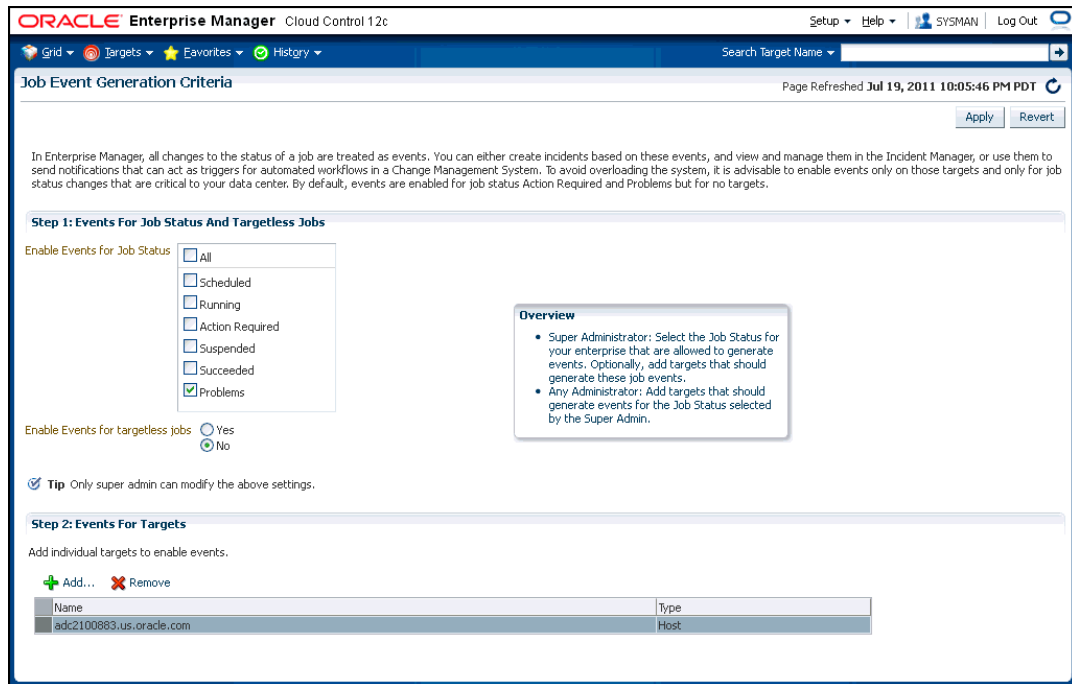 ORACLE Enterprise Manager Cloud Control 12c
Setup Help SYSMAN Log Out
Grid Targets Favorites History Search Target Name
Job Event Generation Criteria
Page Refreshed Jul 19, 2011 10:05:46 PM PDT
Apply Revert
In Enterprise Manager, all changes to the status of a job are treated as events. You can either create incidents based on these events, and view and manage them in the Incident Manager, or use them to
send notifications that can act as triggers for automated workflows in a Change Management System. To avoid overloading the system, it is advisable to enable events only on those targets and only for job
status changes that are critical to your data center. By default, events are enabled for job status Action Required and Problems but for no targets.
Step 1: Events For Job Status And Targetless Jobs
Enable Events for Job Status
All
Scheduled
Running
Action Required
Suspended
Succeeded
Problems
Overview
Super Administrator: Select the Job Status for
your enterprise that are allowed to generate
events. Optionally, add targets that should
generate these job events.
Any Administrator: Add targets that should
generate events for the Job Status selected
by the Super Admin.
Enable Events for targetless jobs Yes
No
Tip Only super admin can modify the above settings.
Step 2: Events For Targets
Add individual targets to enable events.
Add... Remove
Name Type
adc2100883.us.oracle.com Host